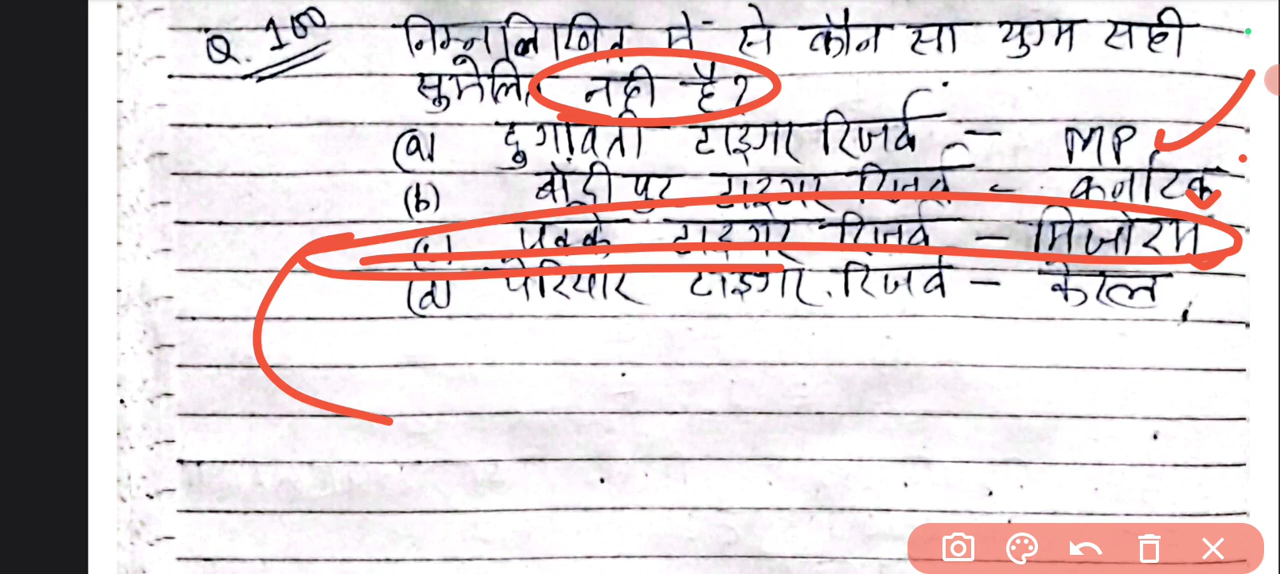 Q. 100 निम्नलिखित में से कौन सा युग्म सही
सुमेलित नही है?
(a) दुर्गावती टाइगर रिजर्व - MP
(b) बांदीपुर टाइगर रिजर्व - कर्नाटक
(c) पक्के टाइगर रिजर्व - मिजोरम
(d) पेरियार टाइगर रिजर्व - केरल